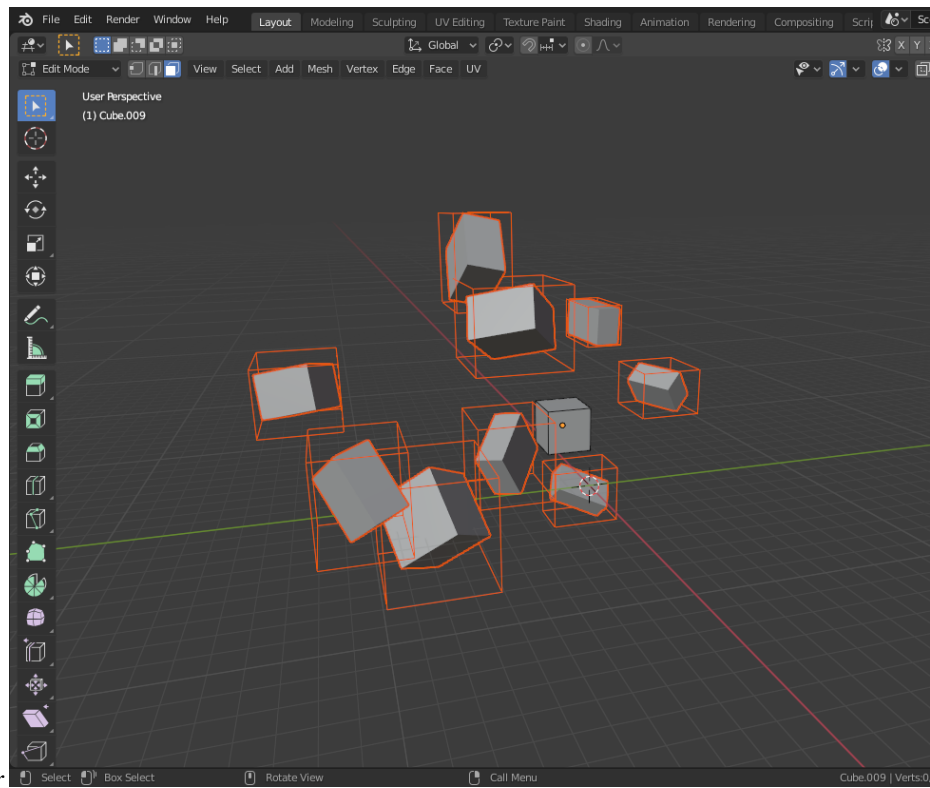 File Edit Render Window Help Layout Modeling Sculpting UV Editing Texture Paint Shading Animation Rendering Compositing Scrip Sc
Global X Y
Edit Mode View Select Add Mesh Vertex Edge Face UV
User Perspective
(1) Cube.009
Select Box Select Rotate View Call Menu Cube.009 | Verts:0,